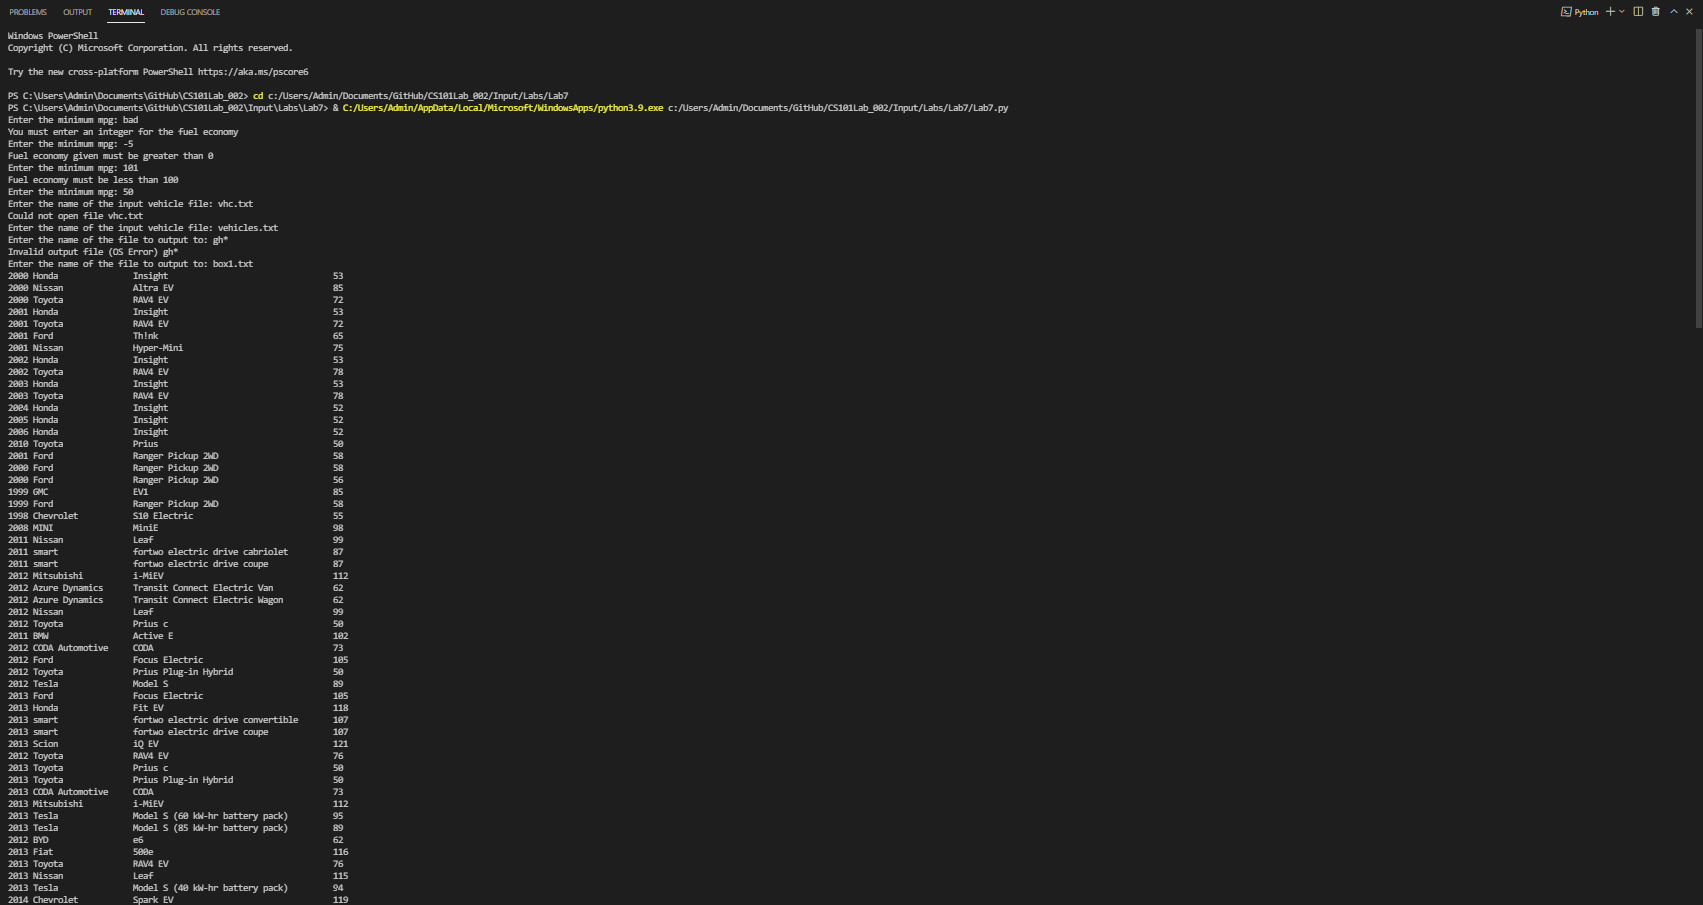 PROBLEMS OUTPUT TERMINAL DEBUG CONSOLE Python
Windows PowerShell
Copyright (C) Microsoft Corporation. All rights reserved.
Try the new cross-platform PowerShell https://aka.ms/pscore6
PS C:\Users\Admin\Documents\GitHub\CS101Lab_002> cd c:/Users/Admin/Documents/GitHub/CS101Lab_002/Input/Labs/Lab7
PS C:\Users\Admin\Documents\GitHub\CS101Lab_002\Input\Labs\Lab7> & C:/Users/Admin/AppData/Local/Microsoft/WindowsApps/python3.9.exe c:/Users/Admin/Documents/GitHub/CS101Lab_002/Input/Labs/Lab7/Lab7.py
Enter the minimum mpg: bad
You must enter an integer for the fuel economy
Enter the minimum mpg: -5
Fuel economy given must be greater than 0
Enter the minimum mpg: 101
Fuel economy must be less than 100
Enter the minimum mpg: 50
Enter the name of the input vehicle file: vhc.txt
Could not open file vhc.txt
Enter the name of the input vehicle file: vehicles.txt
Enter the name of the file to output to: gh*
Invalid output file (OS Error) gh*
Enter the name of the file to output to: box1.txt
2000 Honda Insight 53
2000 Nissan Altra EV 85
2000 Toyota RAV4 EV 72
2001 Honda Insight 53
2001 Toyota RAV4 EV 72
2001 Ford Th!nk 65
2001 Nissan Hyper-Mini 75
2002 Honda Insight 53
2002 Toyota RAV4 EV 78
2003 Honda Insight 53
2003 Toyota RAV4 EV 78
2004 Honda Insight 52
2005 Honda Insight 52
2006 Honda Insight 52
2010 Toyota Prius 50
2001 Ford Ranger Pickup 2WD 58
2000 Ford Ranger Pickup 2WD 58
2000 Ford Ranger Pickup 2WD 56
1999 GMC EV1 85
1999 Ford Ranger Pickup 2WD 58
1998 Chevrolet S10 Electric 55
2008 MINI MiniE 98
2011 Nissan Leaf 99
2011 smart fortwo electric drive cabriolet 87
2011 smart fortwo electric drive coupe 87
2012 Mitsubishi i-MiEV 112
2012 Azure Dynamics Transit Connect Electric Van 62
2012 Azure Dynamics Transit Connect Electric Wagon 62
2012 Nissan Leaf 99
2012 Toyota Prius c 50
2011 BMW Active E 102
2012 CODA Automotive CODA 73
2012 Ford Focus Electric 105
2012 Toyota Prius Plug-in Hybrid 50
2012 Tesla Model S 89
2013 Ford Focus Electric 105
2013 Honda Fit EV 118
2013 smart fortwo electric drive convertible 107
2013 smart fortwo electric drive coupe 107
2013 Scion iQ EV 121
2012 Toyota RAV4 EV 76
2013 Toyota Prius c 50
2013 Toyota Prius Plug-in Hybrid 50
2013 CODA Automotive CODA 73
2013 Mitsubishi i-MiEV 112
2013 Tesla Model S (60 kW-hr battery pack) 95
2013 Tesla Model S (85 kW-hr battery pack) 89
2012 BYD e6 62
2013 Fiat 500e 116
2013 Toyota RAV4 EV 76
2013 Nissan Leaf 115
2013 Tesla Model S (40 kW-hr battery pack) 94
2014 Chevrolet Spark EV 119